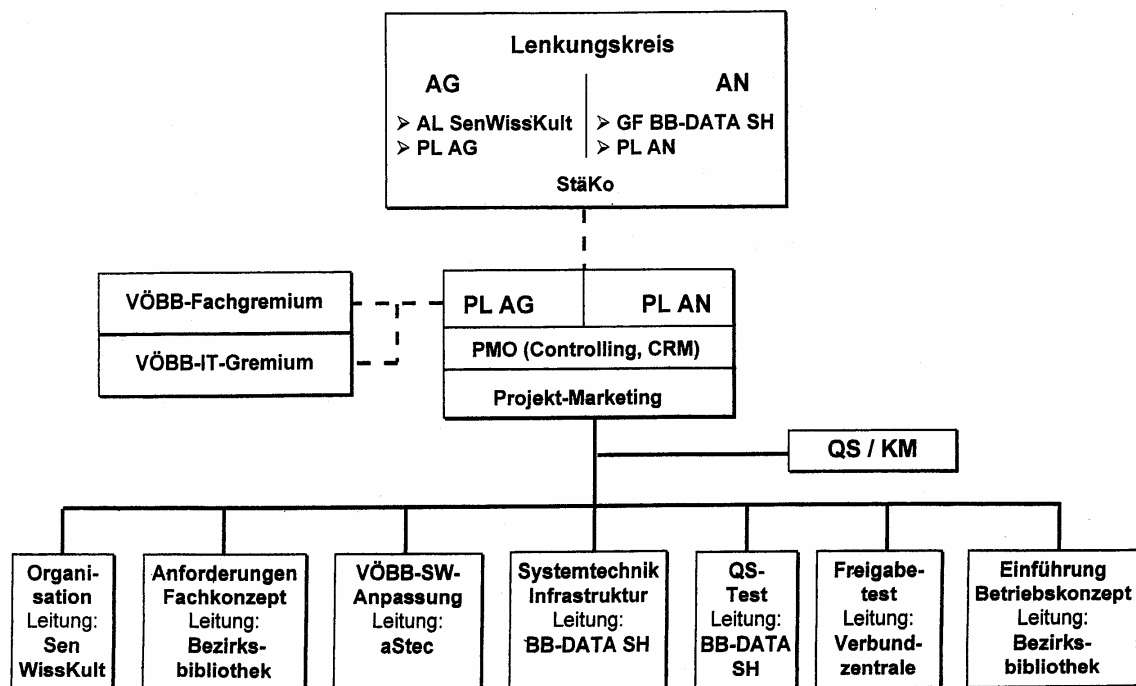 Lenkungskreis
AG
AN
➢ AL SenWissKult
➢ PL AG
➢ GF BB-DATA SH
➢ PL AN
StäKo
VÖBB-Fachgremium
VÖBB-IT-Gremium
PL AG
PL AN
PMO (Controlling, CRM)
Projekt-Marketing
QS / KM
Organi-
sation
Leitung:
Sen
WissKult
Anforderungen
Fachkonzept
Leitung:
Bezirks-
bibliothek
VÖBB-SW-
Anpassung
Leitung:
aStec
Systemtechnik
Infrastruktur
Leitung:
BB-DATA SH
QS-
Test
Leitung:
BB-DATA
SH
Freigabe-
test
Leitung:
Verbund-
zentrale
Einführung
Betriebskonzept
Leitung:
Bezirks-
bibliothek